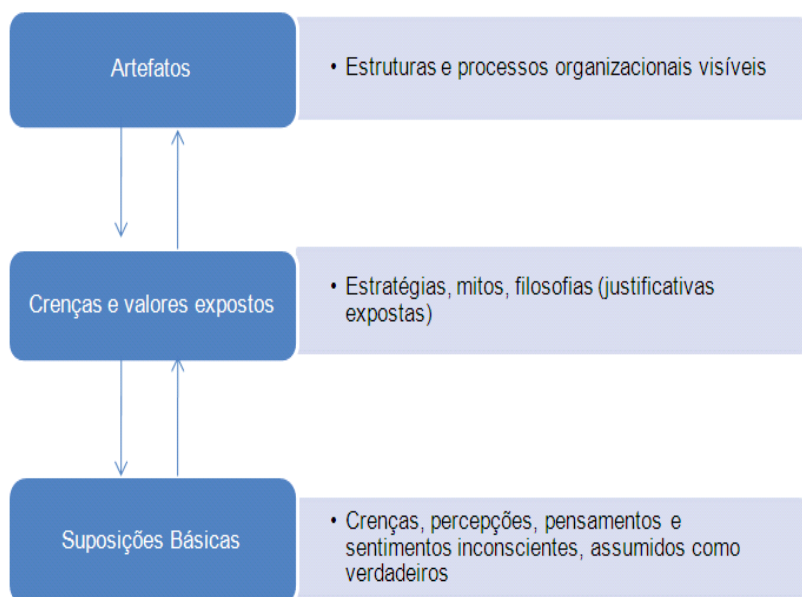 Artefatos
• Estruturas e processos organizacionais visíveis
Crenças e valores expostos
• Estratégias, mitos, filosofias (justificativas
expostas)
Suposições Básicas
• Crenças, percepções, pensamentos e
sentimentos inconscientes, assumidos como
verdadeiros